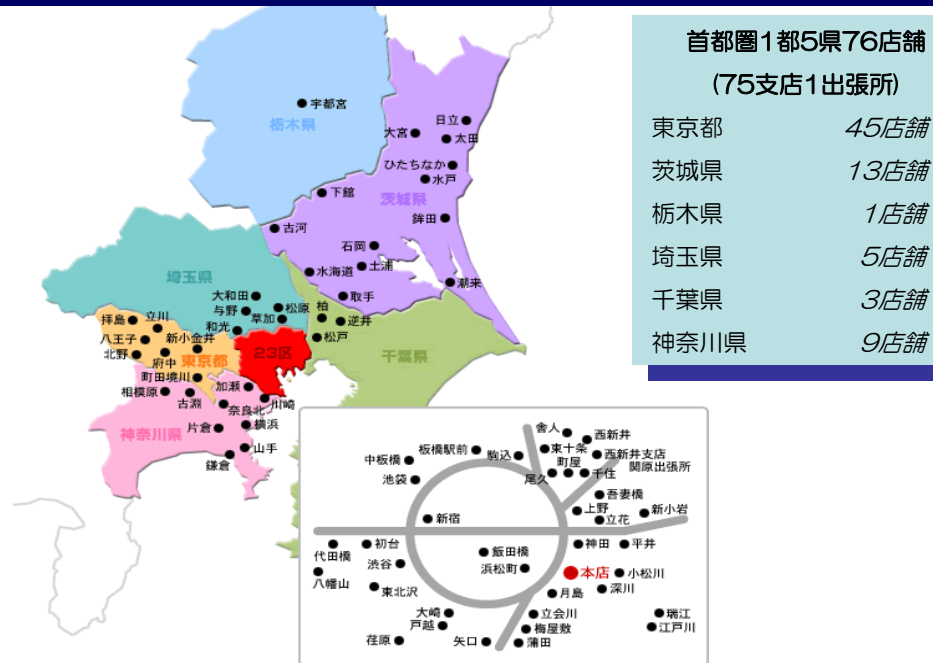 首都圏1都5県76店舗
(75支店1出張所)
東京都 45店舗
茨城県 13店舗
栃木県 1店舗
埼玉県 5店舗
千葉県 3店舗
神奈川県 9店舗
宇都宮
栃木県
日立
大宮
太田
ひたちなか
水戸
下館
茨城県
鉾田
古河
石岡
水海道
土浦
潮来
取手
埼玉県
大和田
与野
松原
草加
和光
柏
逆井
松戸
千葉県
拝島
立川
八王子
新小金井
北野
府中
東京都
23区
町田境川
相模原
古淵
加瀬
奈良北
川崎
神奈川県
片倉
横浜
山手
鎌倉
舎人
西新井
板橋駅前
駒込
東十条
西新井支店
関原出張所
中板橋
町屋
池袋
尾久
千住
吾妻橋
上野
新小岩
立花
新宿
代田橋
初台
飯田橋
神田
平井
渋谷
浜松町
本店
小松川
八幡山
東北沢
月島
深川
大崎
立会川
瑞江
戸越
梅屋敷
江戸川
荏原
矢口
蒲田